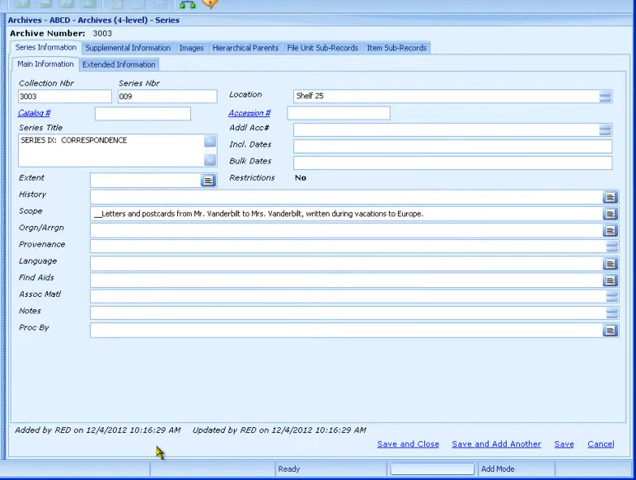 Archives - ABCD - Archives (4-level) - Series
Archive Number: 3003
Series Information Supplemental Information Images Hierarchical Parents File Unit Sub-Records Item Sub-Records
Main Information Extended Information
Collection Nbr Series Nbr
3003 009 Location Shelf 25
Catalog # Accession #
Series Title Addl Acc#
SERIES IX: CORRESPONDENCE
Incl. Dates
Bulk Dates
Extent Restrictions No
History
Scope __Letters and postcards from Mr. Vanderbilt to Mrs. Vanderbilt, written during vacations to Europe.
Orgn/Arrgn
Provenance
Language
Find Aids
Assoc Matl
Notes
Proc By
Added by RED on 12/4/2012 10:16:29 AM Updated by RED on 12/4/2012 10:16:29 AM
Save and Close Save and Add Another Save Cancel
Ready Add Mode